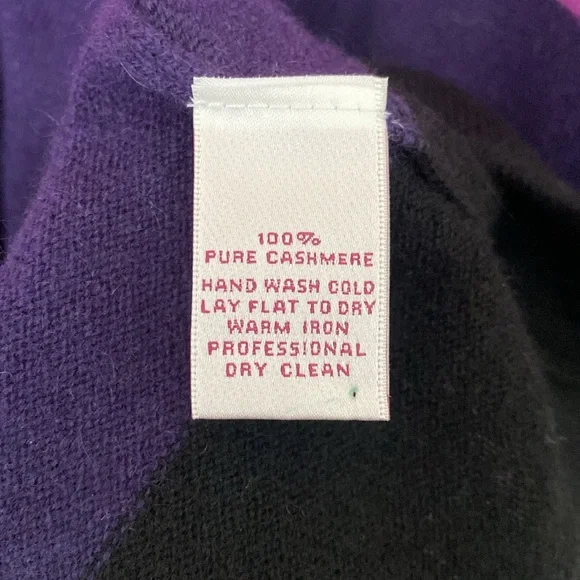 100%
PURE CASHMERE
HAND WASH COLD
LAY FLAT TO DRY
WARM IRON
PROFESSIONAL
DRY CLEAN